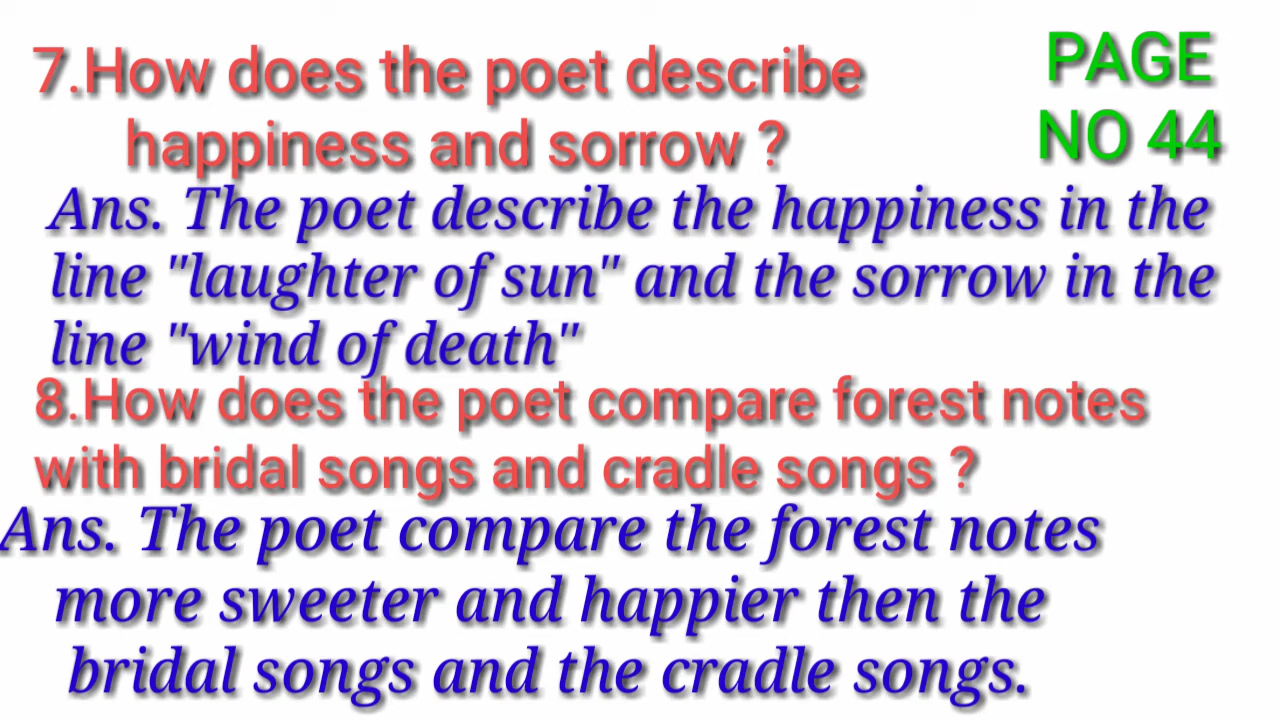 7.How does the poet describe
happiness and sorrow ?
PAGE
NO 44
Ans. The poet describe the happiness in the
line "laughter of sun" and the sorrow in the
line "wind of death"
8.How does the poet compare forest notes
with bridal songs and cradle songs ?
Ans. The poet compare the forest notes
more sweeter and happier then the
bridal songs and the cradle songs.